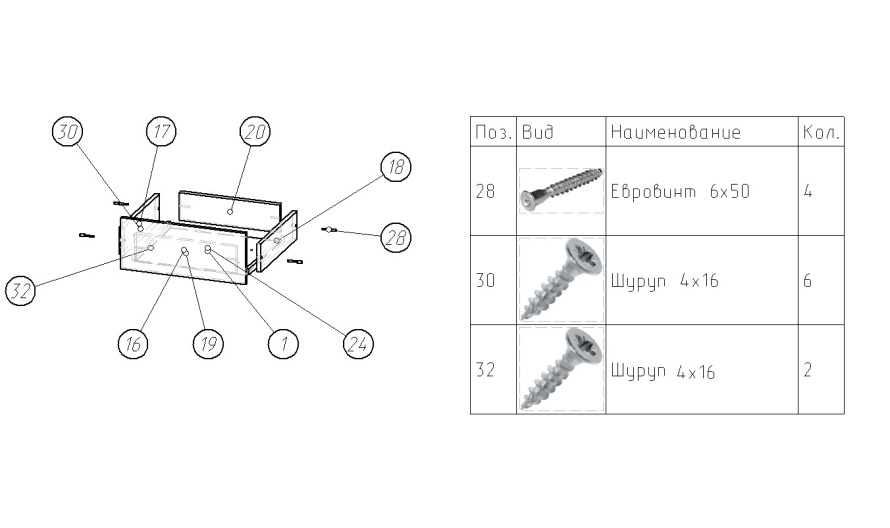 30 17 20
18
28
32
16 19 1 24
Поз. Вид Наименование Кол.
28 Евровинт 6х50 4
30 Шуруп 4х16 6
32 Шуруп 4х16 2